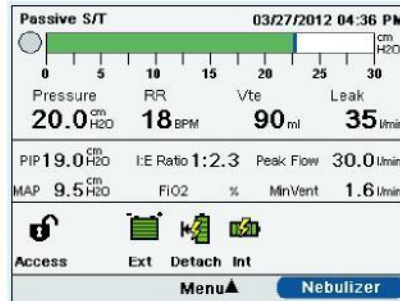 Passive S/T 03/27/2012 04:36 PM
cm
H2O
0 5 10 15 20 25 30
Pressure RR Vte Leak
20.0 cm H2O 18 BPM 90 ml 35 l/min
PIP 19.0 cm H2O I:E Ratio 1:2.3 Peak Flow 30.0 l/min
MAP 9.5 cm H2O FiO2 % MinVent 1.6 l/min
Access Ext Detach Int
Menu▲ Nebulizer